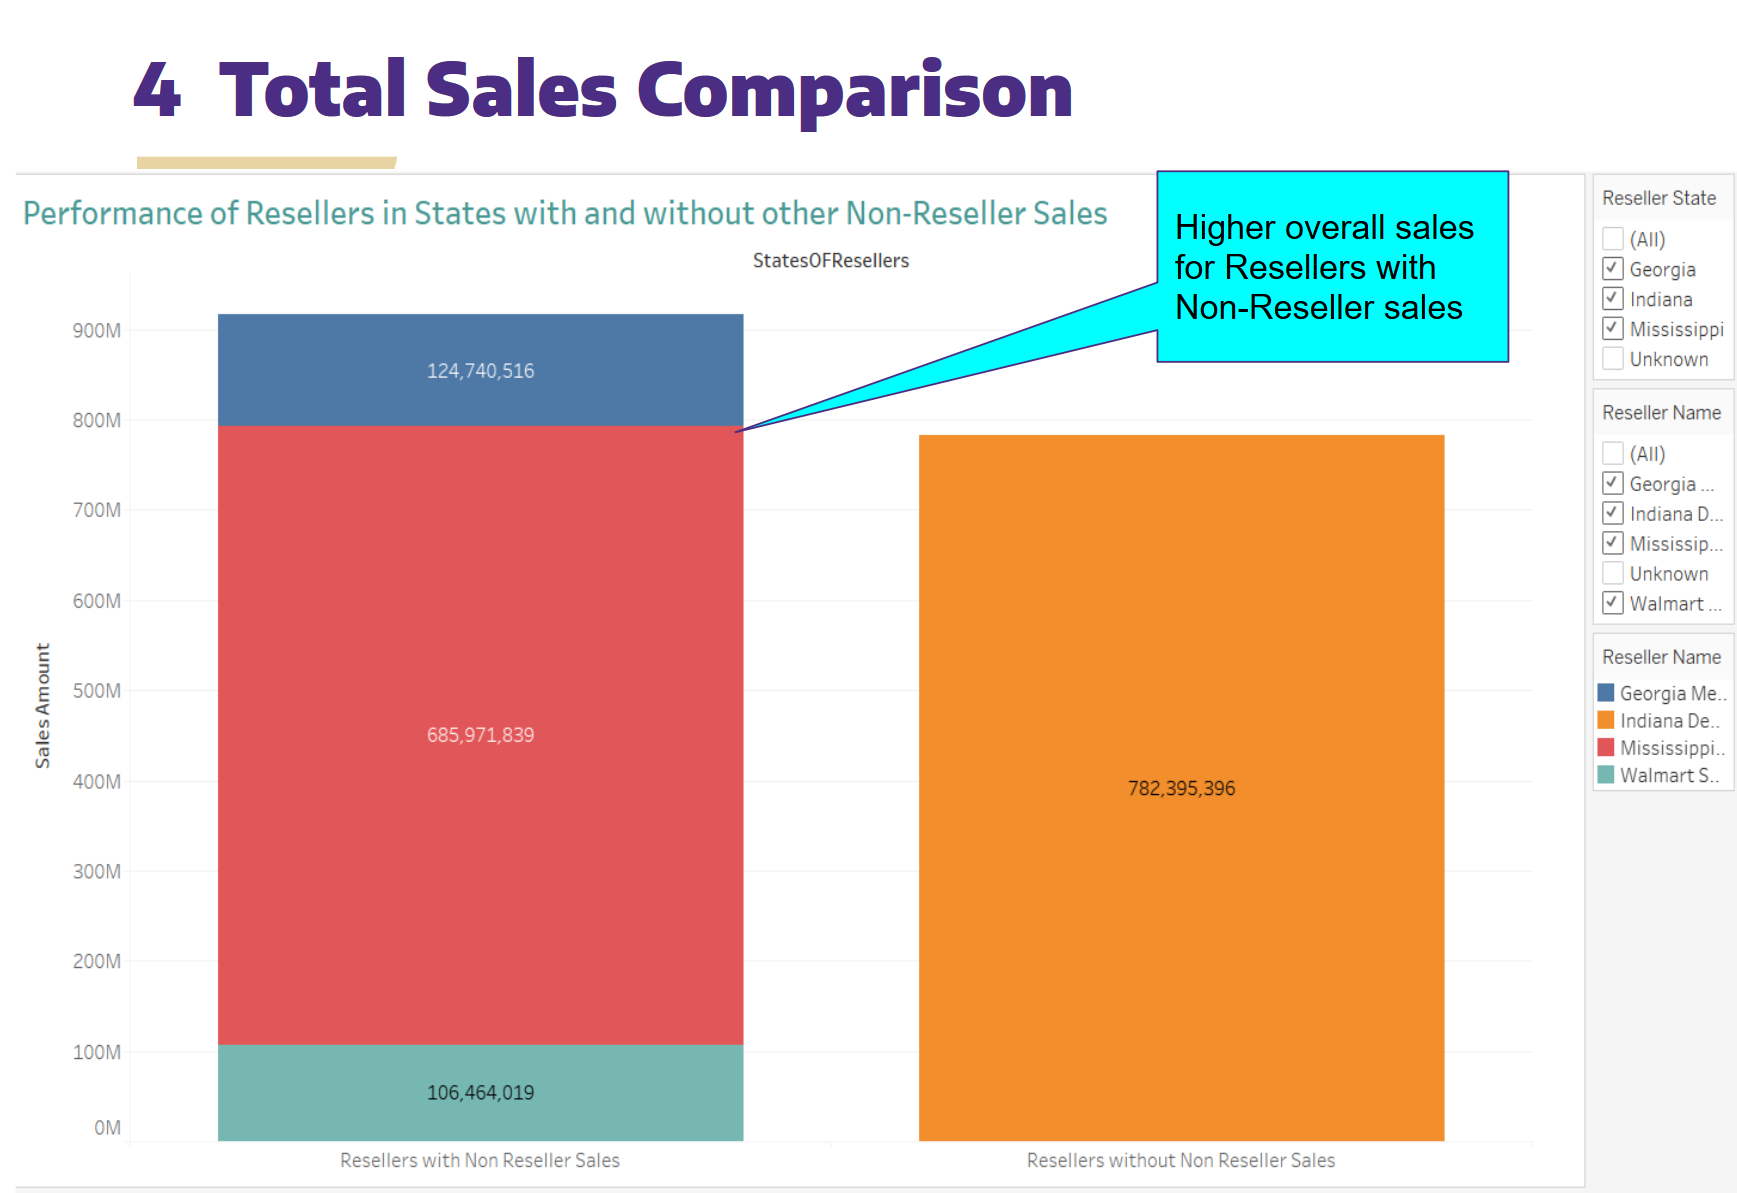 4 Total Sales Comparison
Performance of Resellers in States with and without other Non-Reseller Sales
Higher overall sales
for Resellers with
Non-Reseller sales
StatesOFResellers
Sales Amount
900M
800M
700M
600M
500M
400M
300M
200M
100M
0M
124,740,516
685,971,839
106,464,019
782,395,396
Resellers with Non Reseller Sales
Resellers without Non Reseller Sales
Reseller State
(All)
Georgia
Indiana
Mississippi
Unknown
Reseller Name
(All)
Georgia ...
Indiana D...
Mississip...
Unknown
Walmart ...
Reseller Name
Georgia Me..
Indiana De..
Mississippi..
Walmart S..